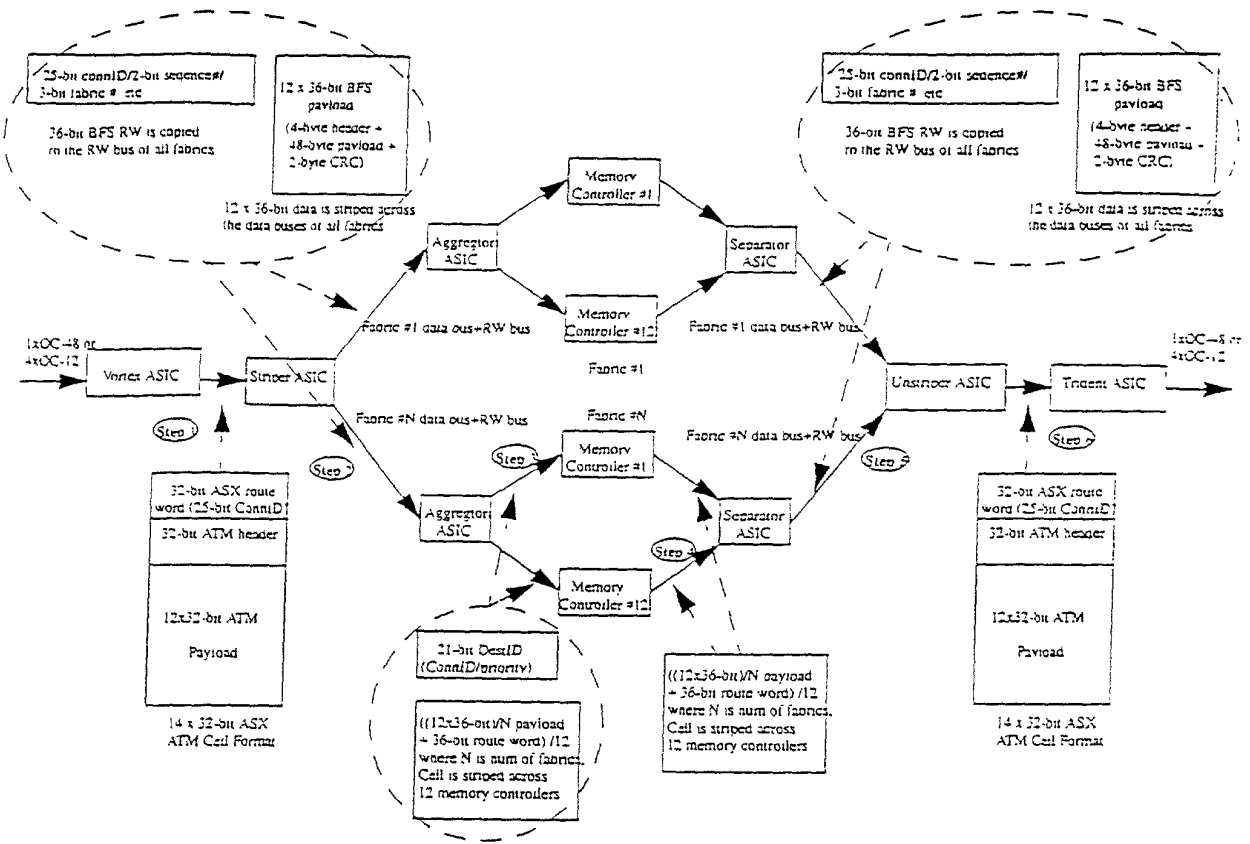 25-bit connID/2-bit seqence#/
3-bit fabric # etc
36-bit BFS RW is copied
to the RW bus of all fabrics
12 x 36-bit BFS
payload
(4-byte header +
48-byte payload +
2-byte CRC)
12 x 36-bit data is striped across
the data buses of all fabrics
25-bit connID/2-bit seqence#/
3-bit fabric # etc
36-bit BFS RW is copied
to the RW bus of all fabrics
12 x 36-bit BFS
payload
(4-byte header +
48-byte payload +
2-byte CRC)
12 x 36-bit data is striped across
the data buses of all fabrics
Memory
Controller #1
Aggregtor
ASIC
Separator
ASIC
Memory
Controller #12
Fabric #1 data bus+RW bus
Fabric #1 data bus+RW bus
Fabric #1
1xOC-48 or
4xOC-12
Vortex ASIC
Striper ASIC
Unstriper ASIC
Trident ASIC
1xOC-48 or
4xOC-12
Fabric #N data bus+RW bus
Fabric #N
Fabric #N data bus+RW bus
Step 1
Step 2
Step
Memory
Controller #1
Step
Step
32-bit ASX route
word (25-bit ConnID)
32-bit ATM header
12x32-bit ATM
Payload
14 x 32-bit ASX
ATM Cell Format
Aggregtor
ASIC
Separator
ASIC
Step
Memory
Controller #12
21-bit DestID
(ConnID/priority)
((12x36-bit)/N payload
+ 36-bit route word) /12
where N is num of fabrics.
Cell is striped across
12 memory controllers
((12x36-bit)/N payload
+ 36-bit route word) /12
where N is num of fabrics.
Cell is striped across
12 memory controllers
32-bit ASX route
word (25-bit ConnID)
32-bit ATM header
12x32-bit ATM
Payload
14 x 32-bit ASX
ATM Cell Format